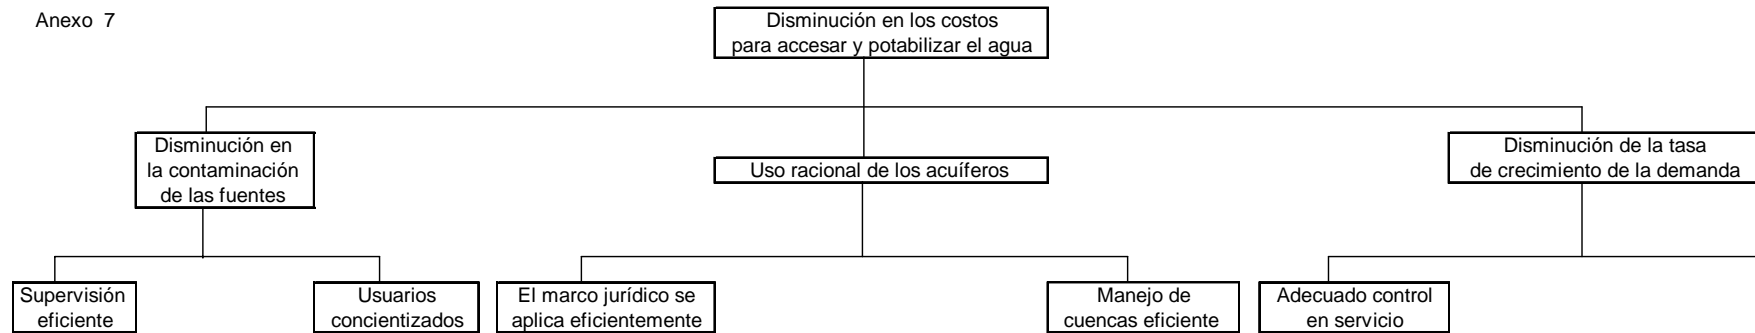 Anexo 7
Disminución en los costos
para accesar y potabilizar el agua
Disminución en
la contaminación
de las fuentes
Uso racional de los acuíferos
Disminución de la tasa
de crecimiento de la demanda
Supervisión
eficiente
Usuarios
concientizados
El marco jurídico se
aplica eficientemente
Manejo de
cuencas eficiente
Adecuado control
en servicio